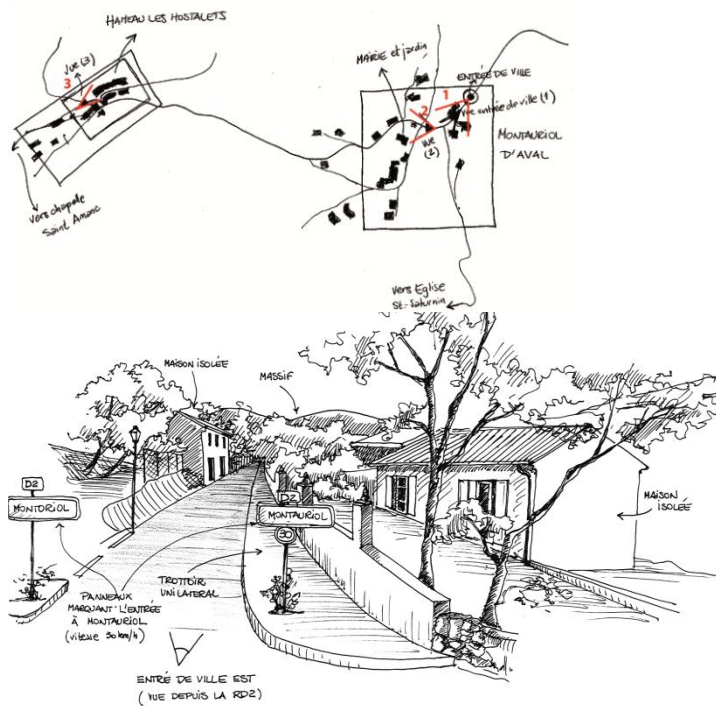 HAMEAU LES HOSTALETS
vue (3)
3
MAIRIE et jardin
ENTRÉE DE VILLE
1
vue entrée de ville (1)
2
vue
(2)
MONTAURIOL
D'AVAL
vers chapelle
Saint Amanc
vers Eglise
St-Saturnin
MAISON ISOLÉE
MASSIF
D2
MONTORIOL
D2
MONTAURIOL
30
MAISON
ISOLÉE
TROTTOIR
UNILATERAL
PANNEAUX
MARQUANT L'ENTRÉE
À MONTAURIOL
(vitesse 30 km/h)
ENTRÉ DE VILLE EST
(VUE DEPUIS LA RD2)